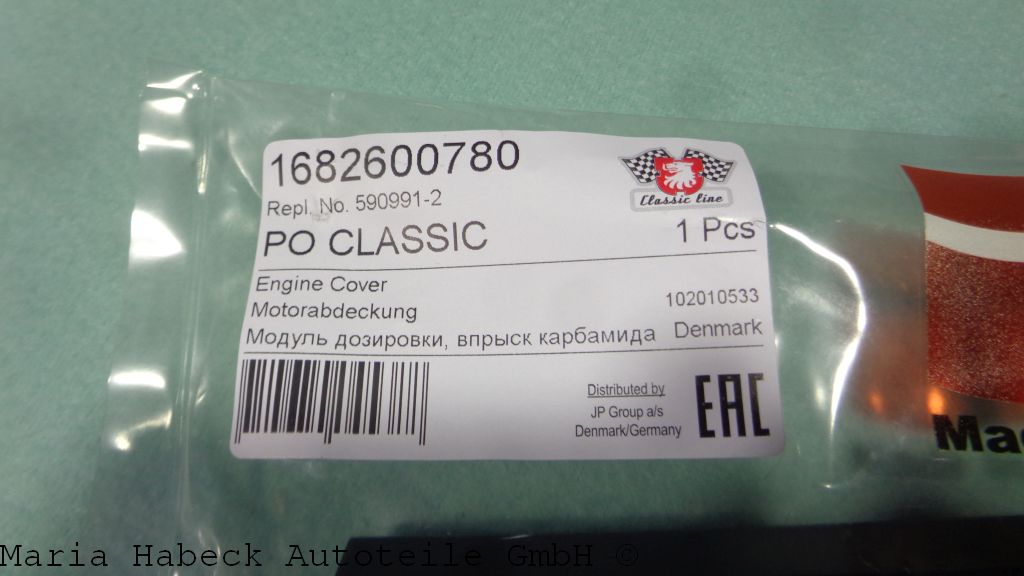 1682600780
Classic line
Repl. No. 590991-2
PO CLASSIC
1 Pcs
Engine Cover
Motorabdeckung
102010533
Модуль дозировки, впрыск карбамида
Denmark
Distributed by
JP Group a/s
Denmark/Germany
EAC
Maria Habeck Autoteile GmbH ©